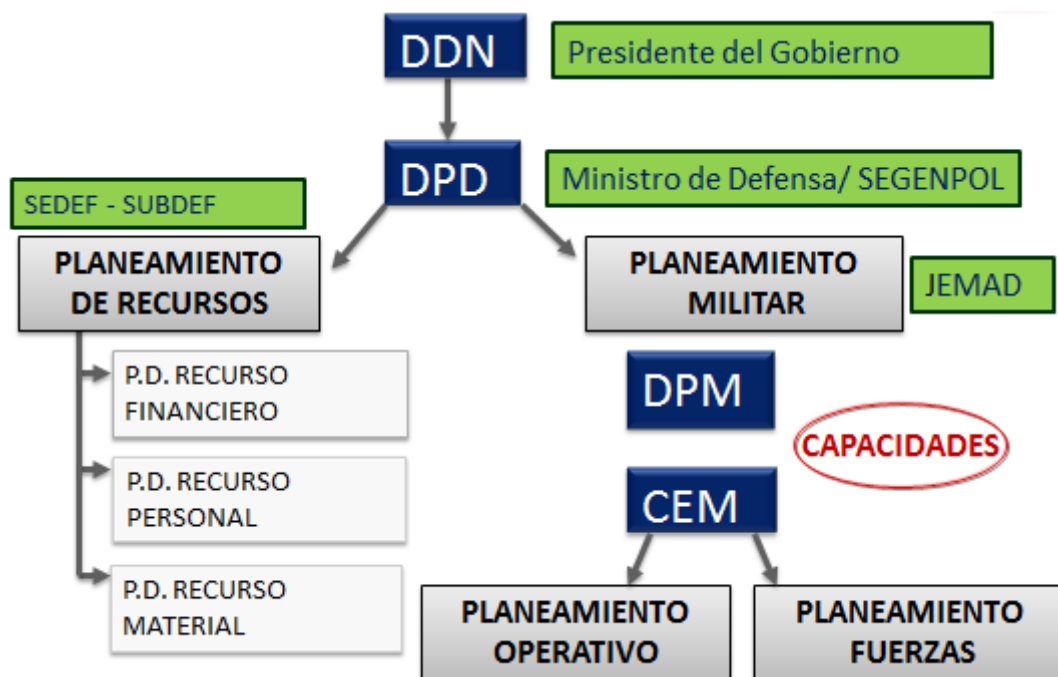 DDN
Presidente del Gobierno
DPD
Ministro de Defensa/ SEGENPOL
SEDEF - SUBDEF
PLANEAMIENTO
DE RECURSOS
PLANEAMIENTO
MILITAR
JEMAD
P.D. RECURSO
FINANCIERO
P.D. RECURSO
PERSONAL
P.D. RECURSO
MATERIAL
DPM
CAPACIDADES
CEM
PLANEAMIENTO
OPERATIVO
PLANEAMIENTO
FUERZAS